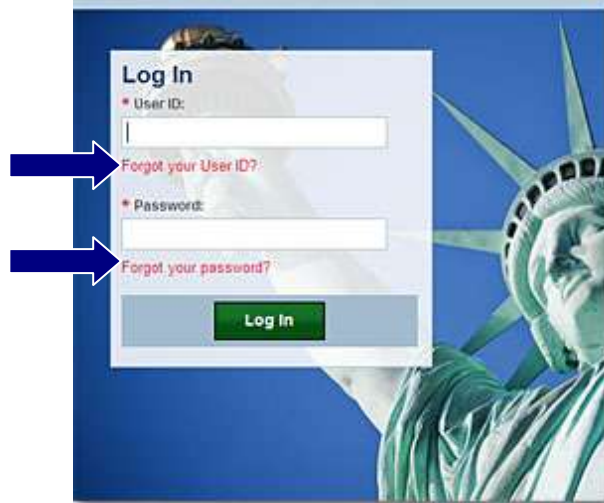 Log In
* User ID:
Forgot your User ID?
* Password:
Forgot your password?
Log In